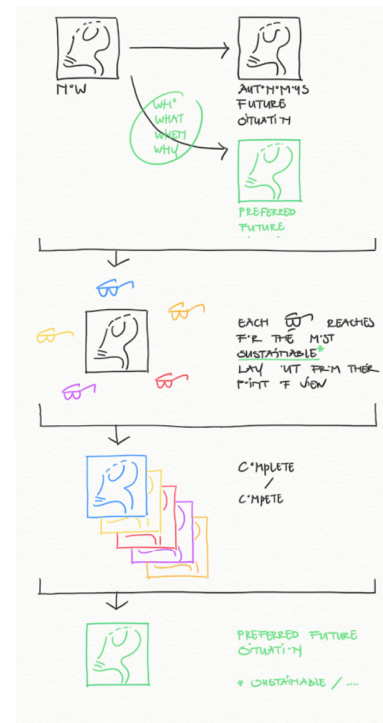 NOW
AUTONOMOUS
FUTURE
SITUATION
WHO
WHAT
WHEN
WHY
PREFERRED
FUTURE
EACH REACHES
FOR THE MOST
SUSTAINABLE*
LAY OUT FROM THEIR
POINT OF VIEW
COMPLETE
/
COMPETE
PREFERRED FUTURE
SITUATION
* SUSTAINABLE / ....